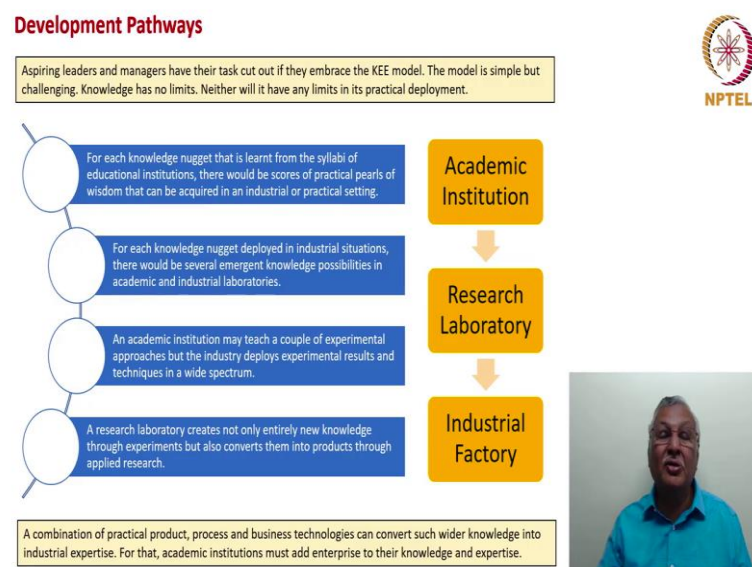 Development Pathways
NPTEL
Aspiring leaders and managers have their task cut out if they embrace the KEE model. The model is simple but
challenging. Knowledge has no limits. Neither will it have any limits in its practical deployment.
For each knowledge nugget that is learnt from the syllabi of
educational institutions, there would be scores of practical pearls of
wisdom that can be acquired in an industrial or practical setting.
For each knowledge nugget deployed in industrial situations,
there would be several emergent knowledge possibilities in
academic and industrial laboratories.
An academic institution may teach a couple of experimental
approaches but the industry deploys experimental results and
techniques in a wide spectrum.
A research laboratory creates not only entirely new knowledge
through experiments but also converts them into products through
applied research.
Academic
Institution
Research
Laboratory
Industrial
Factory
A combination of practical product, process and business technologies can convert such wider knowledge into
industrial expertise. For that, academic institutions must add enterprise to their knowledge and expertise.